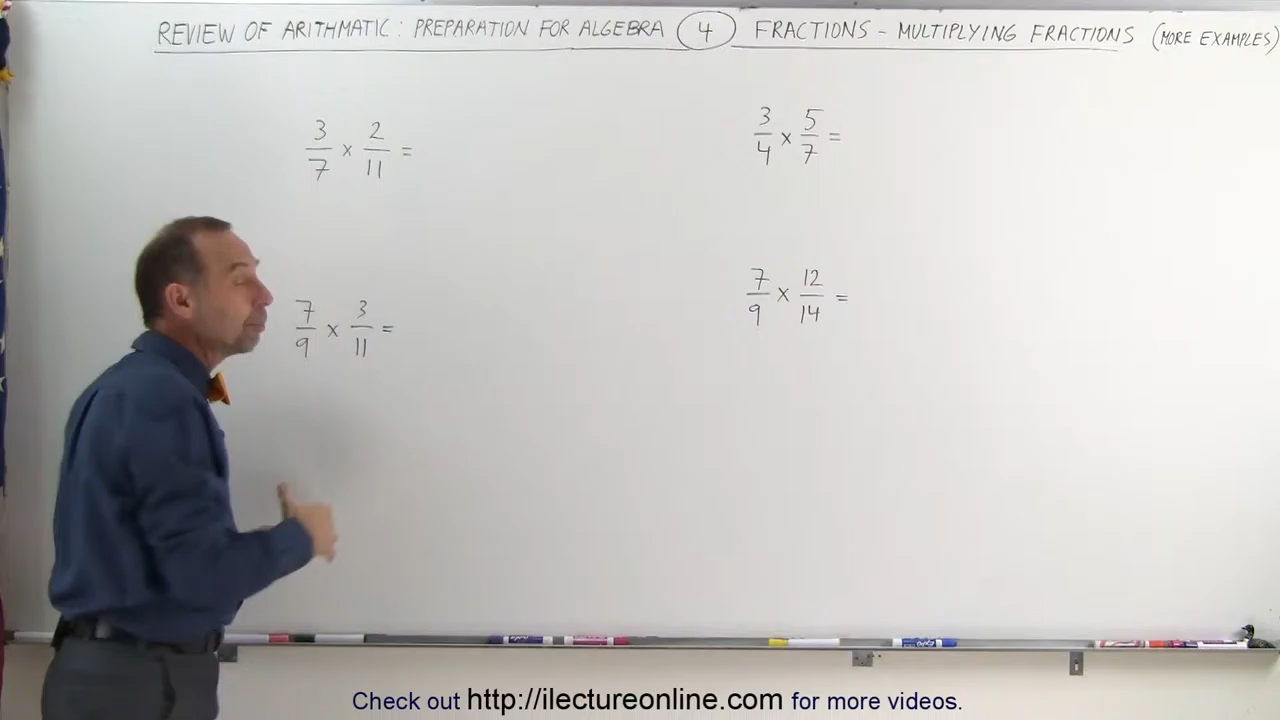 REVIEW OF ARITHMATIC : PREPARATION FOR ALGEBRA 4 FRACTIONS - MULTIPLYING FRACTIONS (MORE EXAMPLES)
3/7 × 2/11 =
3/4 × 5/7 =
7/9 × 3/11 =
7/9 × 12/14 =
Check out http://ilectureonline.com for more videos.